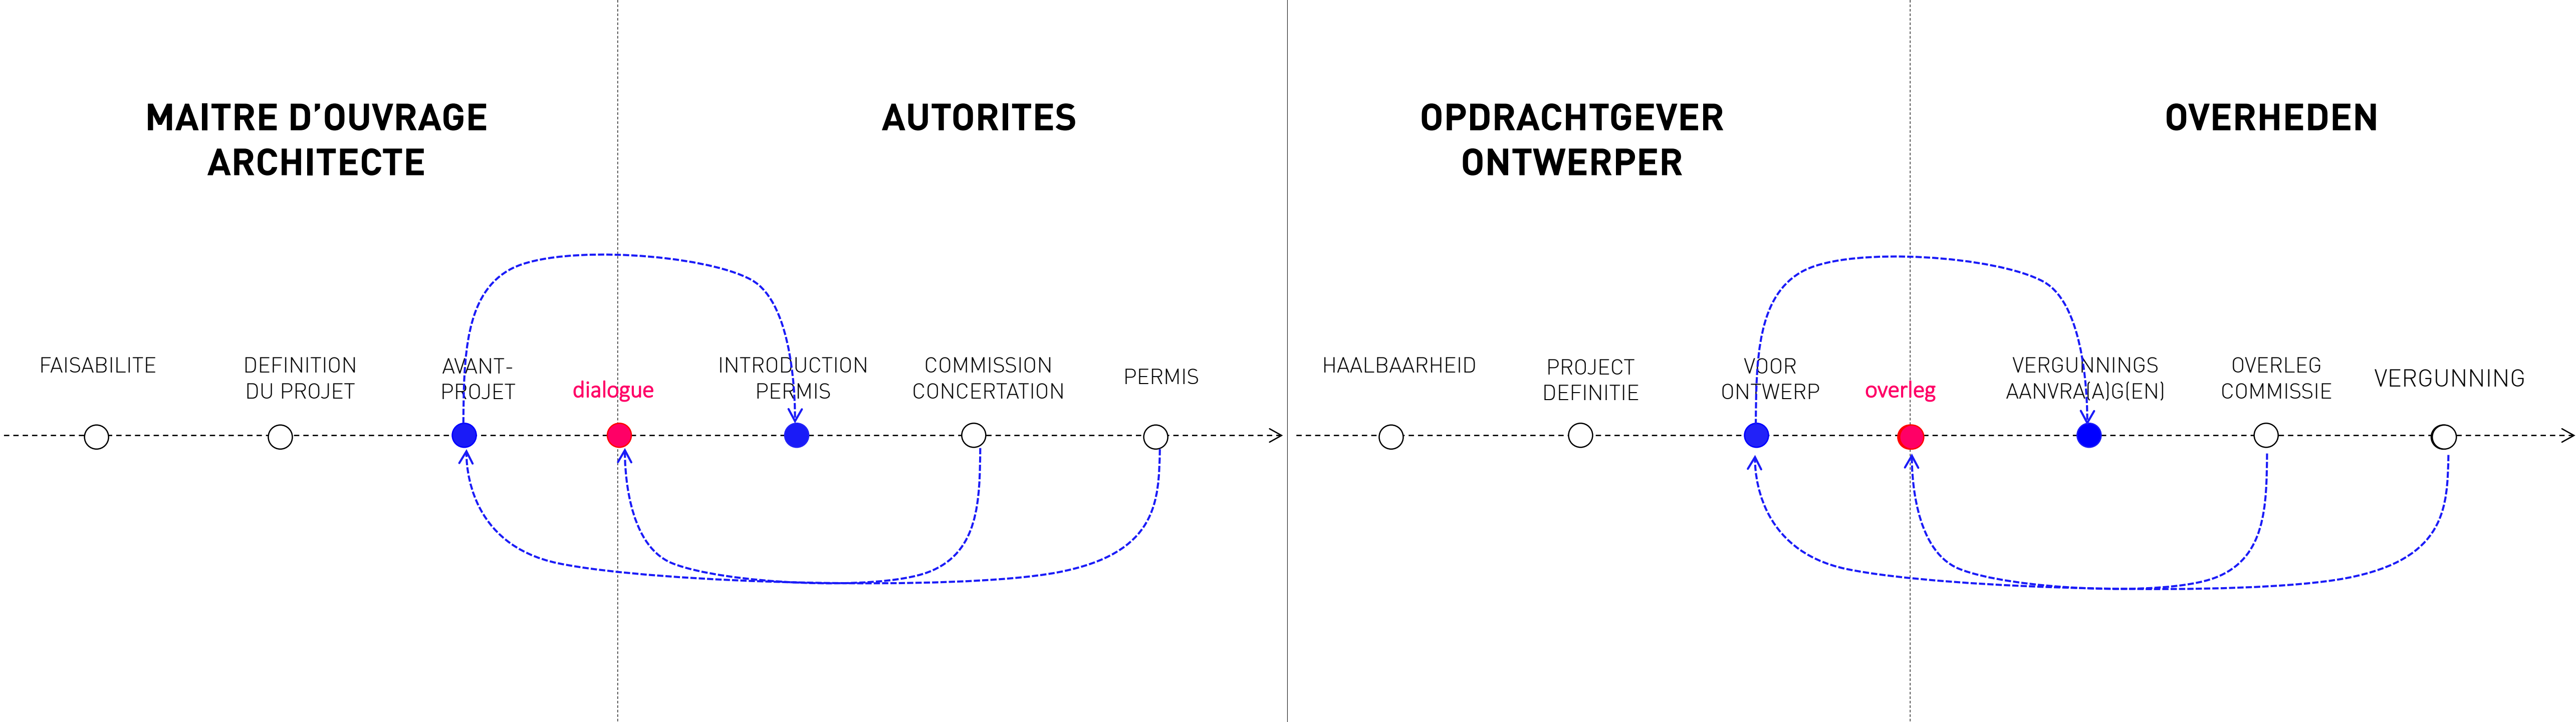 MAITRE D'OUVRAGE
ARCHITECTE
AUTORITES
FAISABILITE
DEFINITION
DU PROJET
AVANT-
PROJET
dialogue
INTRODUCTION
PERMIS
COMMISSION
CONCERTATION
PERMIS
OPDRACHTGEVER
ONTWERPER
OVERHEDEN
HAALBAARHEID
PROJECT
DEFINITIE
VOOR
ONTWERP
overleg
VERGUNNINGS
AANVRA(A)G(EN)
OVERLEG
COMMISSIE
VERGUNNING